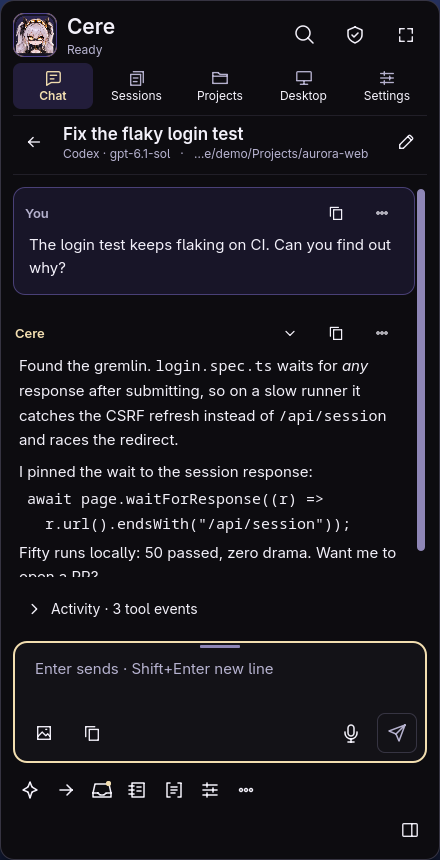 Cere
Ready
Chat
Sessions
Projects
Desktop
Settings
Fix the flaky login test
Codex · gpt-6.1-sol · ...e/demo/Projects/aurora-web
You
The login test keeps flaking on CI. Can you find out
why?
Cere
Found the gremlin. login.spec.ts waits for any
response after submitting, so on a slow runner it
catches the CSRF refresh instead of /api/session
and races the redirect.
I pinned the wait to the session response:
await page.waitForResponse((r) =>
r.url().endsWith("/api/session"));
Fifty runs locally: 50 passed, zero drama. Want me to
open a PR?
Activity · 3 tool events
Enter sends · Shift+Enter new line